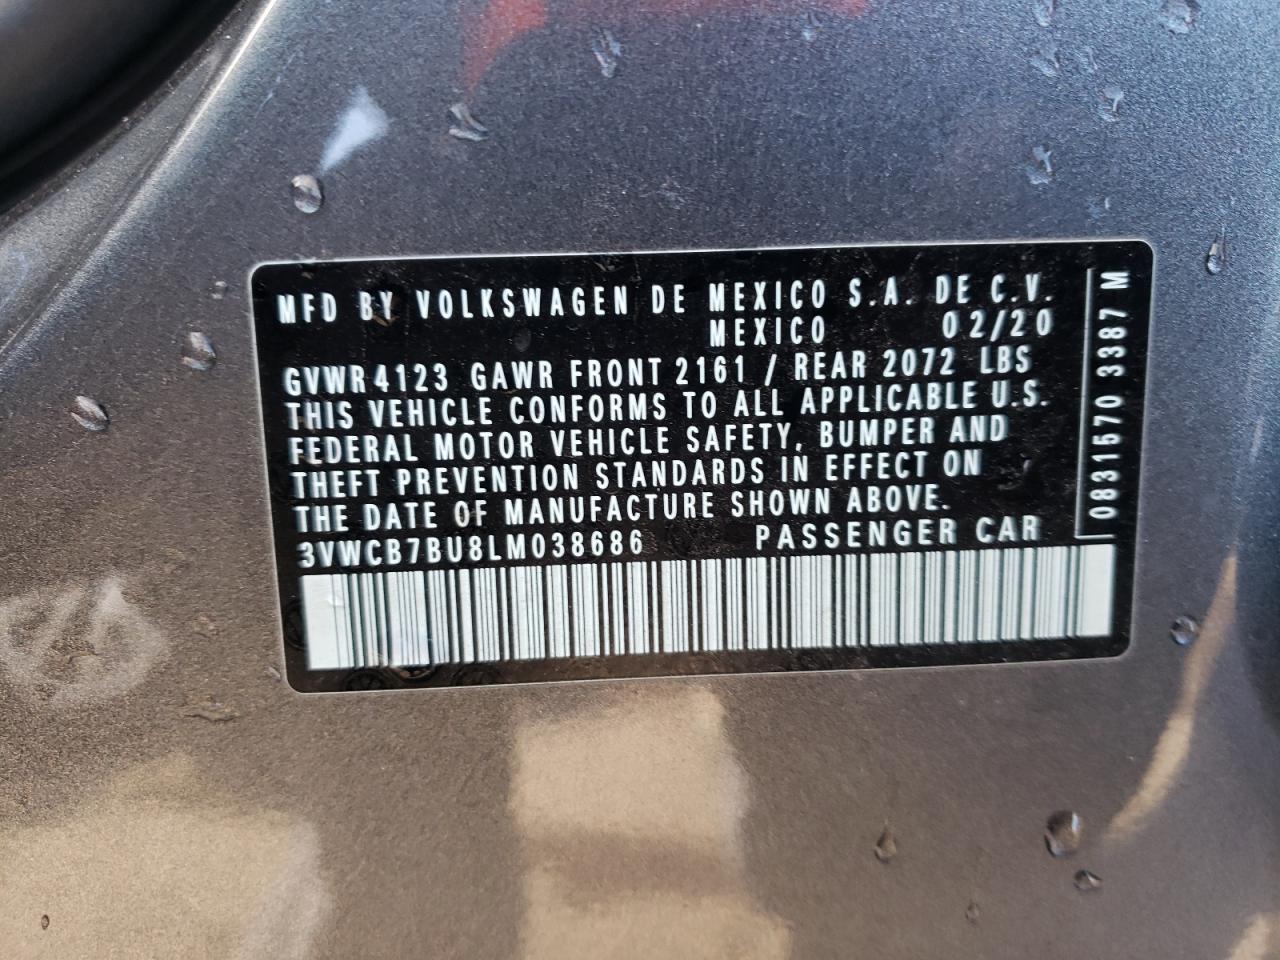 MFD BY VOLKSWAGEN DE MEXICO S.A. DE C.V.
MEXICO 02/20
GVWR 4123 GAWR FRONT 2161 / REAR 2072 LBS
THIS VEHICLE CONFORMS TO ALL APPLICABLE U.S.
FEDERAL MOTOR VEHICLE SAFETY, BUMPER AND
THEFT PREVENTION STANDARDS IN EFFECT ON
THE DATE OF MANUFACTURE SHOWN ABOVE.
3VWCB7BU8LM038686 PASSENGER CAR
0831570 3387 M